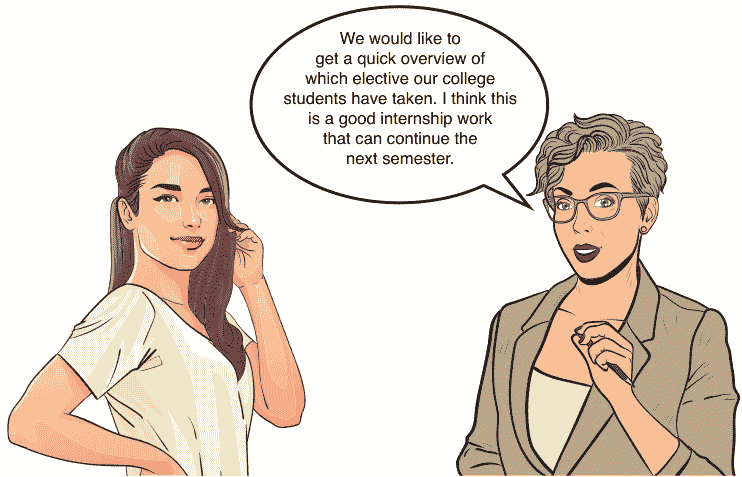 We would like to
get a quick overview of
which elective our college
students have taken. I think this
is a good internship work
that can continue the
next semester.